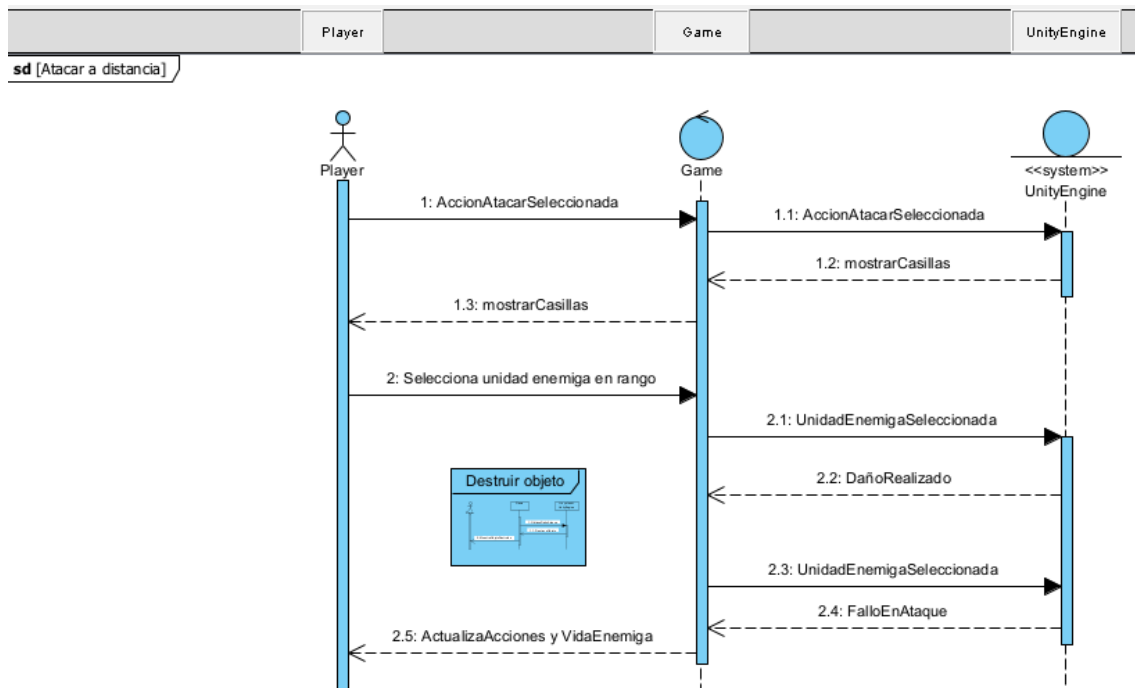 Player
Game
UnityEngine
sd [Atacar a distancia]
Player
Game
<<system>>
UnityEngine
1: AccionAtacarSeleccionada
1.1: AccionAtacarSeleccionada
1.2: mostrarCasillas
1.3: mostrarCasillas
2: Selecciona unidad enemiga en rango
2.1: UnidadEnemigaSeleccionada
Destruir objeto
2.2: DañoRealizado
2.3: UnidadEnemigaSeleccionada
2.4: FalloEnAtaque
2.5: ActualizaAcciones y VidaEnemiga